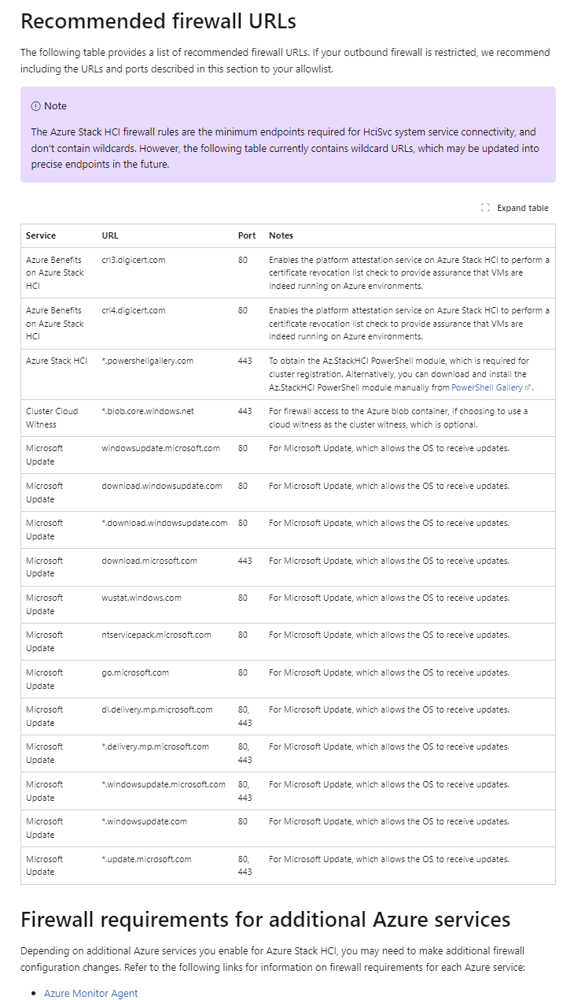 Recommended firewall URLs
The following table provides a list of recommended firewall URLs. If your outbound firewall is restricted, we recommend
including the URLs and ports described in this section to your allowlist.
Note
The Azure Stack HCI firewall rules are the minimum endpoints required for HciSvc system service connectivity, and
don't contain wildcards. However, the following table currently contains wildcard URLs, which may be updated into
precise endpoints in the future.
Expand table
Service URL Port Notes
Azure Benefits crl3.digicert.com 80 Enables the platform attestation service on Azure Stack HCI to perform a
on Azure Stack certificate revocation list check to provide assurance that VMs are
HCI indeed running on Azure environments.
Azure Benefits crl4.digicert.com 80 Enables the platform attestation service on Azure Stack HCI to perform a
on Azure Stack certificate revocation list check to provide assurance that VMs are
HCI indeed running on Azure environments.
Azure Stack HCI *.powershellgallery.com 443 To obtain the Az.StackHCI PowerShell module, which is required for
cluster registration. Alternatively, you can download and install the
Az.StackHCI PowerShell module manually from PowerShell Gallery.
Cluster Cloud *.blob.core.windows.net 443 For firewall access to the Azure blob container, if choosing to use a
Witness cloud witness as the cluster witness, which is optional.
Microsoft windowsupdate.microsoft.com 80 For Microsoft Update, which allows the OS to receive updates.
Update
Microsoft download.windowsupdate.com 80 For Microsoft Update, which allows the OS to receive updates.
Update
Microsoft *.download.windowsupdate.com 80 For Microsoft Update, which allows the OS to receive updates.
Update
Microsoft download.microsoft.com 443 For Microsoft Update, which allows the OS to receive updates.
Update
Microsoft wustat.windows.com 80 For Microsoft Update, which allows the OS to receive updates.
Update
Microsoft ntservicepack.microsoft.com 80 For Microsoft Update, which allows the OS to receive updates.
Update
Microsoft go.microsoft.com 80 For Microsoft Update, which allows the OS to receive updates.
Update
Microsoft dl.delivery.mp.microsoft.com 80, For Microsoft Update, which allows the OS to receive updates.
Update 443
Microsoft *.delivery.mp.microsoft.com 80, For Microsoft Update, which allows the OS to receive updates.
Update 443
Microsoft *.windowsupdate.microsoft.com 80, For Microsoft Update, which allows the OS to receive updates.
Update 443
Microsoft *.windowsupdate.com 80 For Microsoft Update, which allows the OS to receive updates.
Update
Microsoft *.update.microsoft.com 80, For Microsoft Update, which allows the OS to receive updates.
Update 443
Firewall requirements for additional Azure services
Depending on additional Azure services you enable for Azure Stack HCI, you may need to make additional firewall
configuration changes. Refer to the following links for information on firewall requirements for each Azure service:
• Azure Monitor Agent